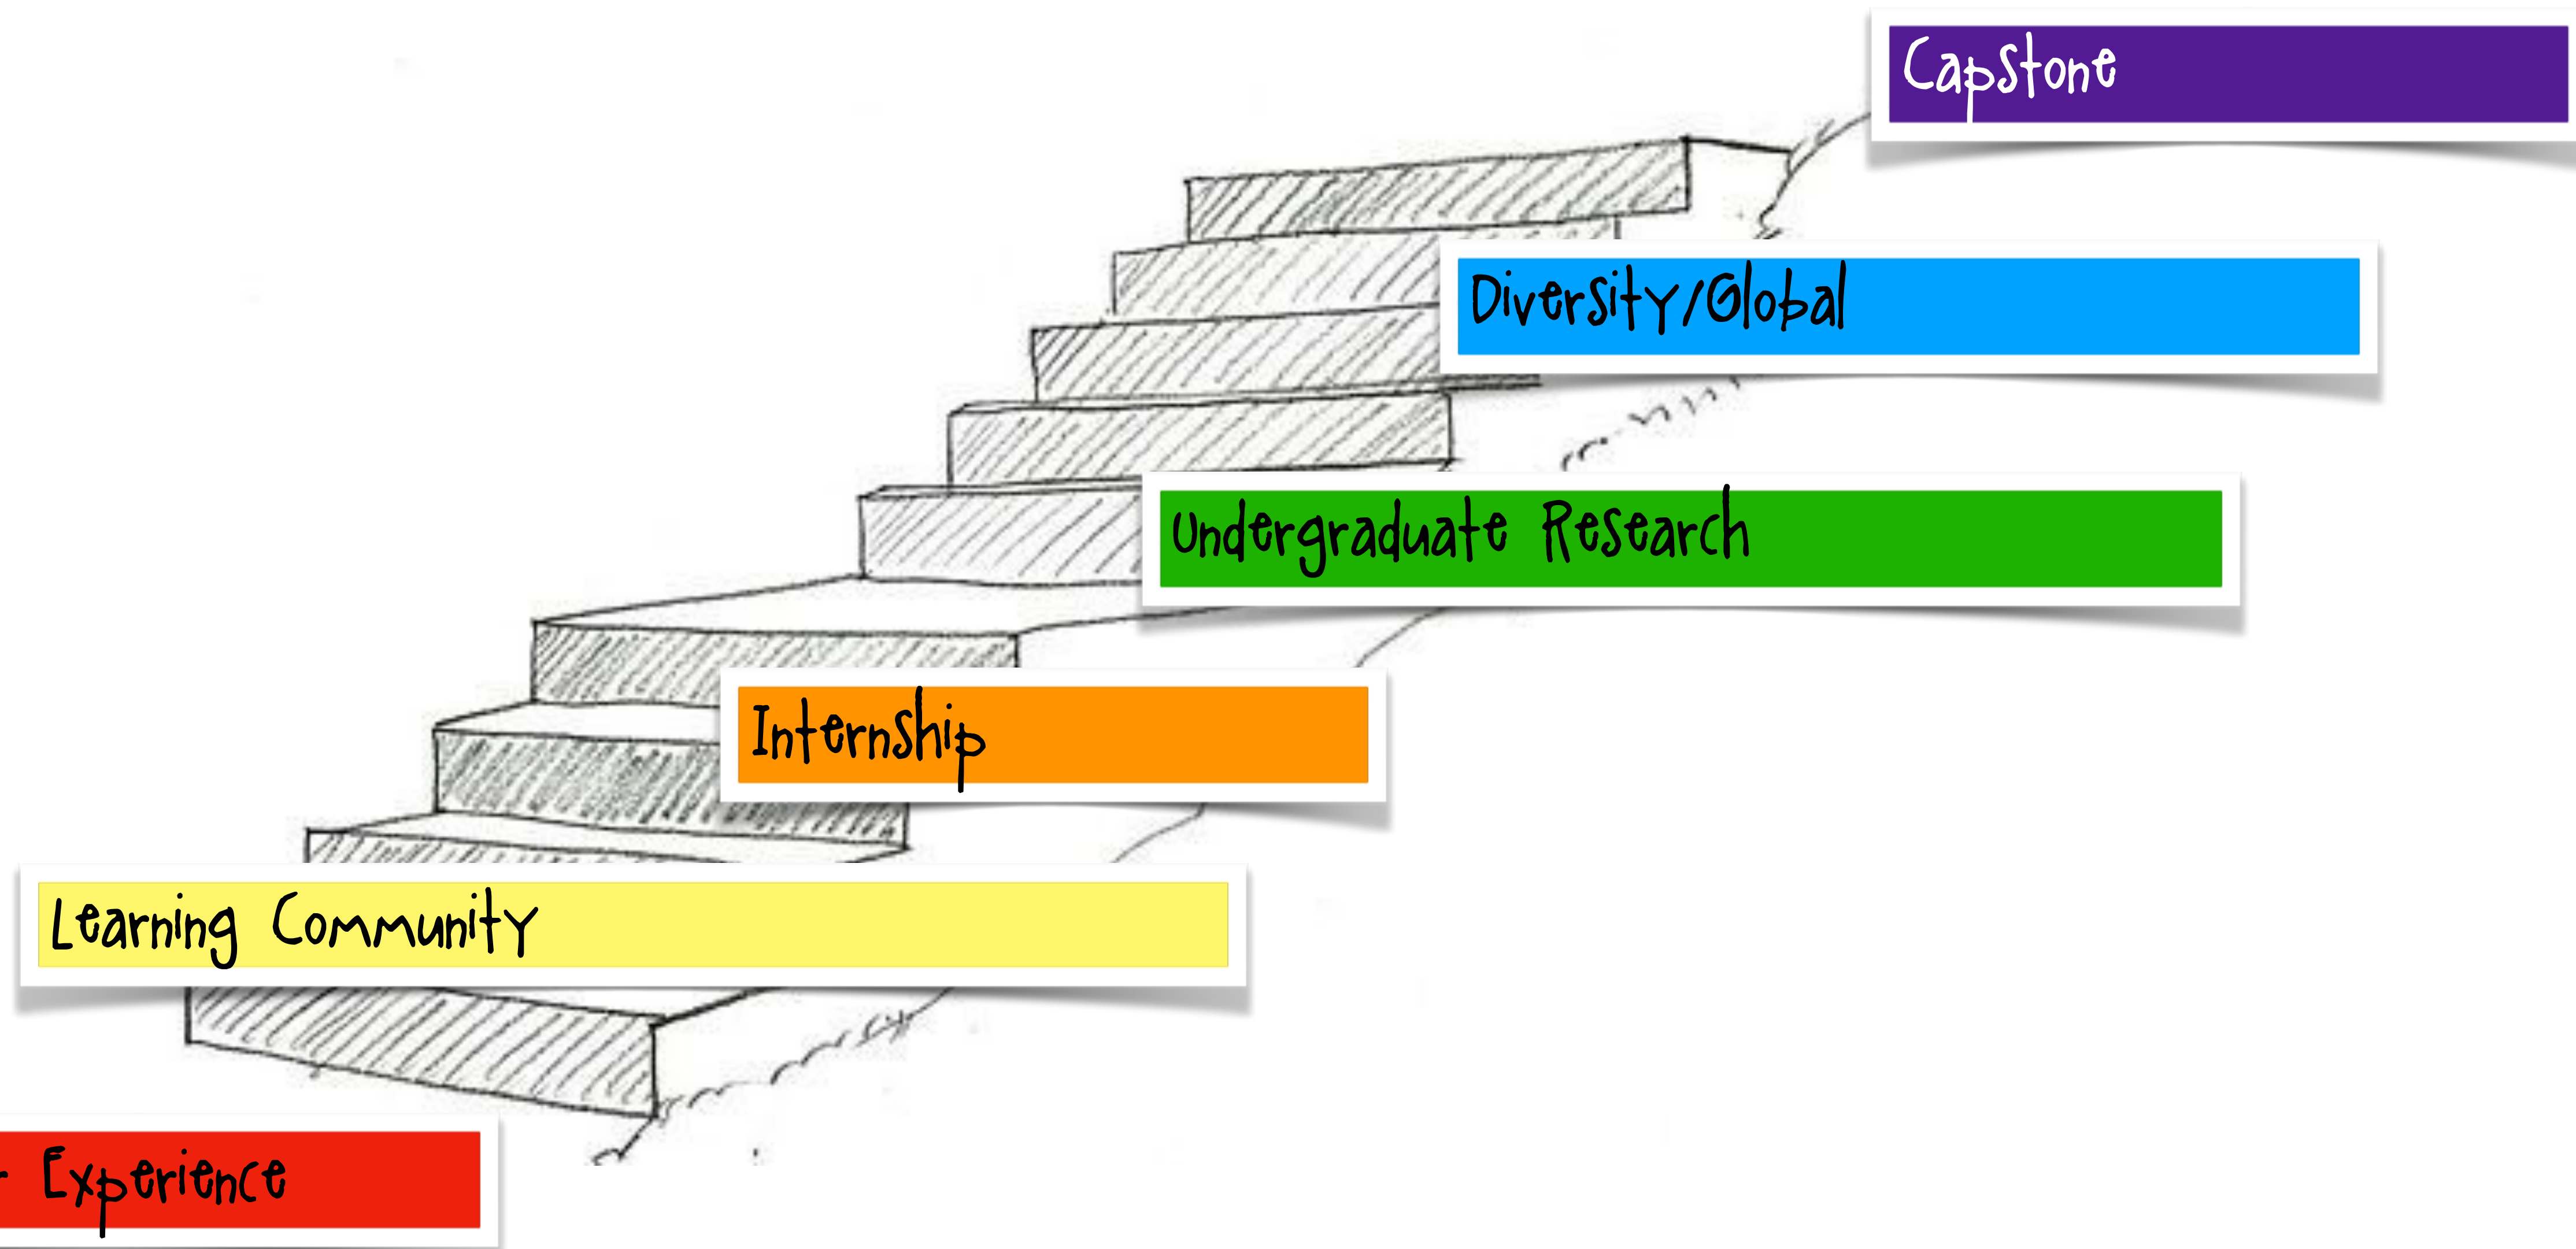 Capstone
Diversity/Global
Undergraduate Research
Internship
Learning Community
Experience